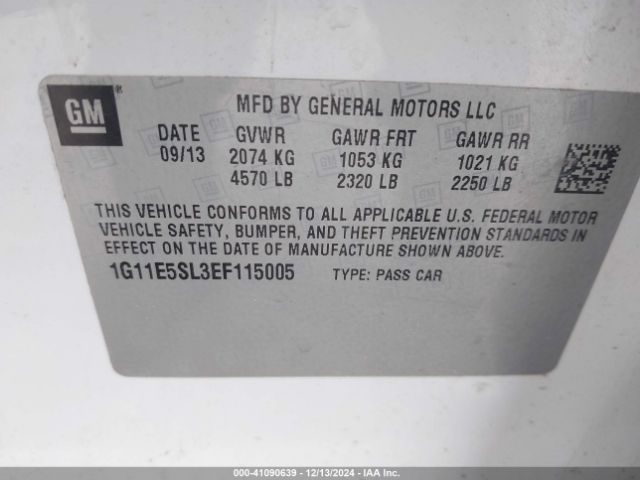 GM
MFD BY GENERAL MOTORS LLC
DATE GVWR GAWR FRT GAWR RR
09/13 2074 KG 1053 KG 1021 KG
4570 LB 2320 LB 2250 LB
THIS VEHICLE CONFORMS TO ALL APPLICABLE U.S. FEDERAL MOTOR
VEHICLE SAFETY, BUMPER, AND THEFT PREVENTION STANDARDS IN
EFFECT ON THE DATE OF MANUFACTURE SHOWN ABOVE.
1G11E5SL3EF115005 TYPE: PASS CAR
000-41090639 - 12/13/2024 - IAA Inc.